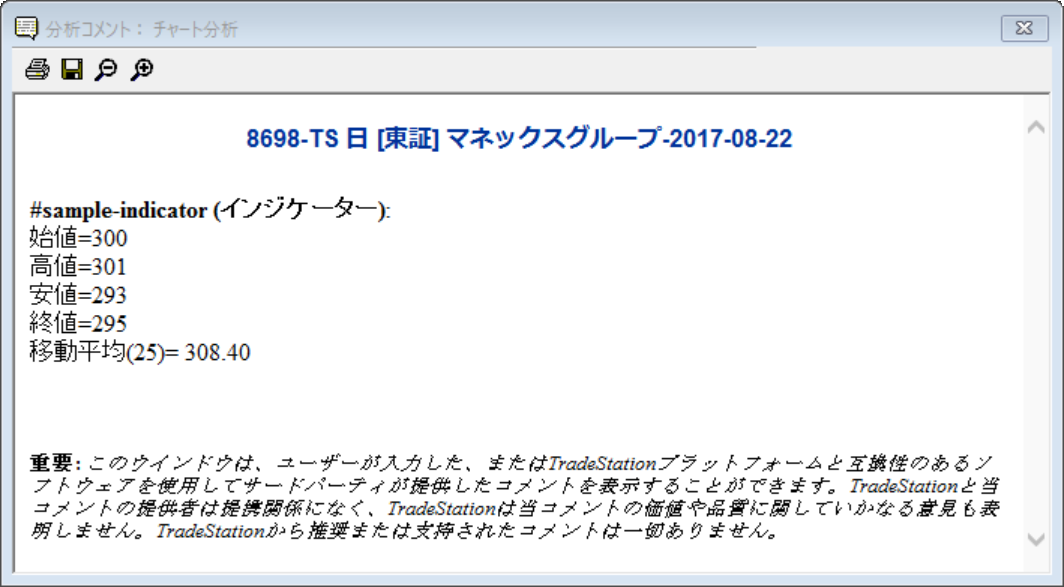 分析コメント： チャート分析
8698-TS 日 [東証] マネックスグループ-2017-08-22
#sample-indicator (インジケーター):
始値=300
高値=301
安値=293
終値=295
移動平均(25)= 308.40
重要: このウインドウは、ユーザーが入力した、またはTradeStationプラットフォームと互換性のあるソ
フトウェアを使用してサードパーティが提供したコメントを表示することができます。TradeStationと当
コメントの提供者は提携関係になく、TradeStationは当コメントの価値や品質に関していかなる意見も表
明しません。TradeStationから推奨または支持されたコメントは一切ありません。